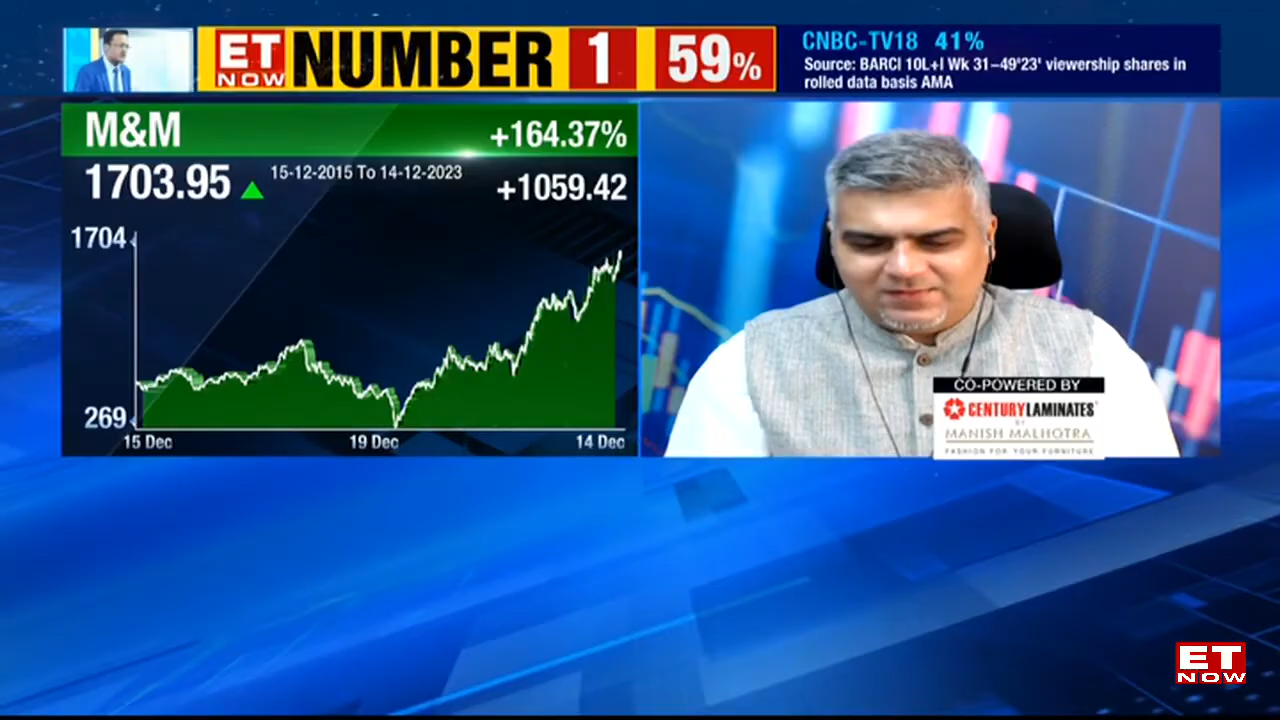 ET
NOW
NUMBER
1
59%
CNBC-TV18 41%
Source: BARCI 10L+I Wk 31-49'23' viewership shares in
rolled data basis AMA
M&M
+164.37%
1703.95
15-12-2015 To 14-12-2023
+1059.42
1704
269
15 Dec
19 Dec
14 Dec
CO-POWERED BY
CENTURYLAMINATES
BY
MANISH MALHOTRA
FASHION FOR YOUR FURNITURE
ET
NOW